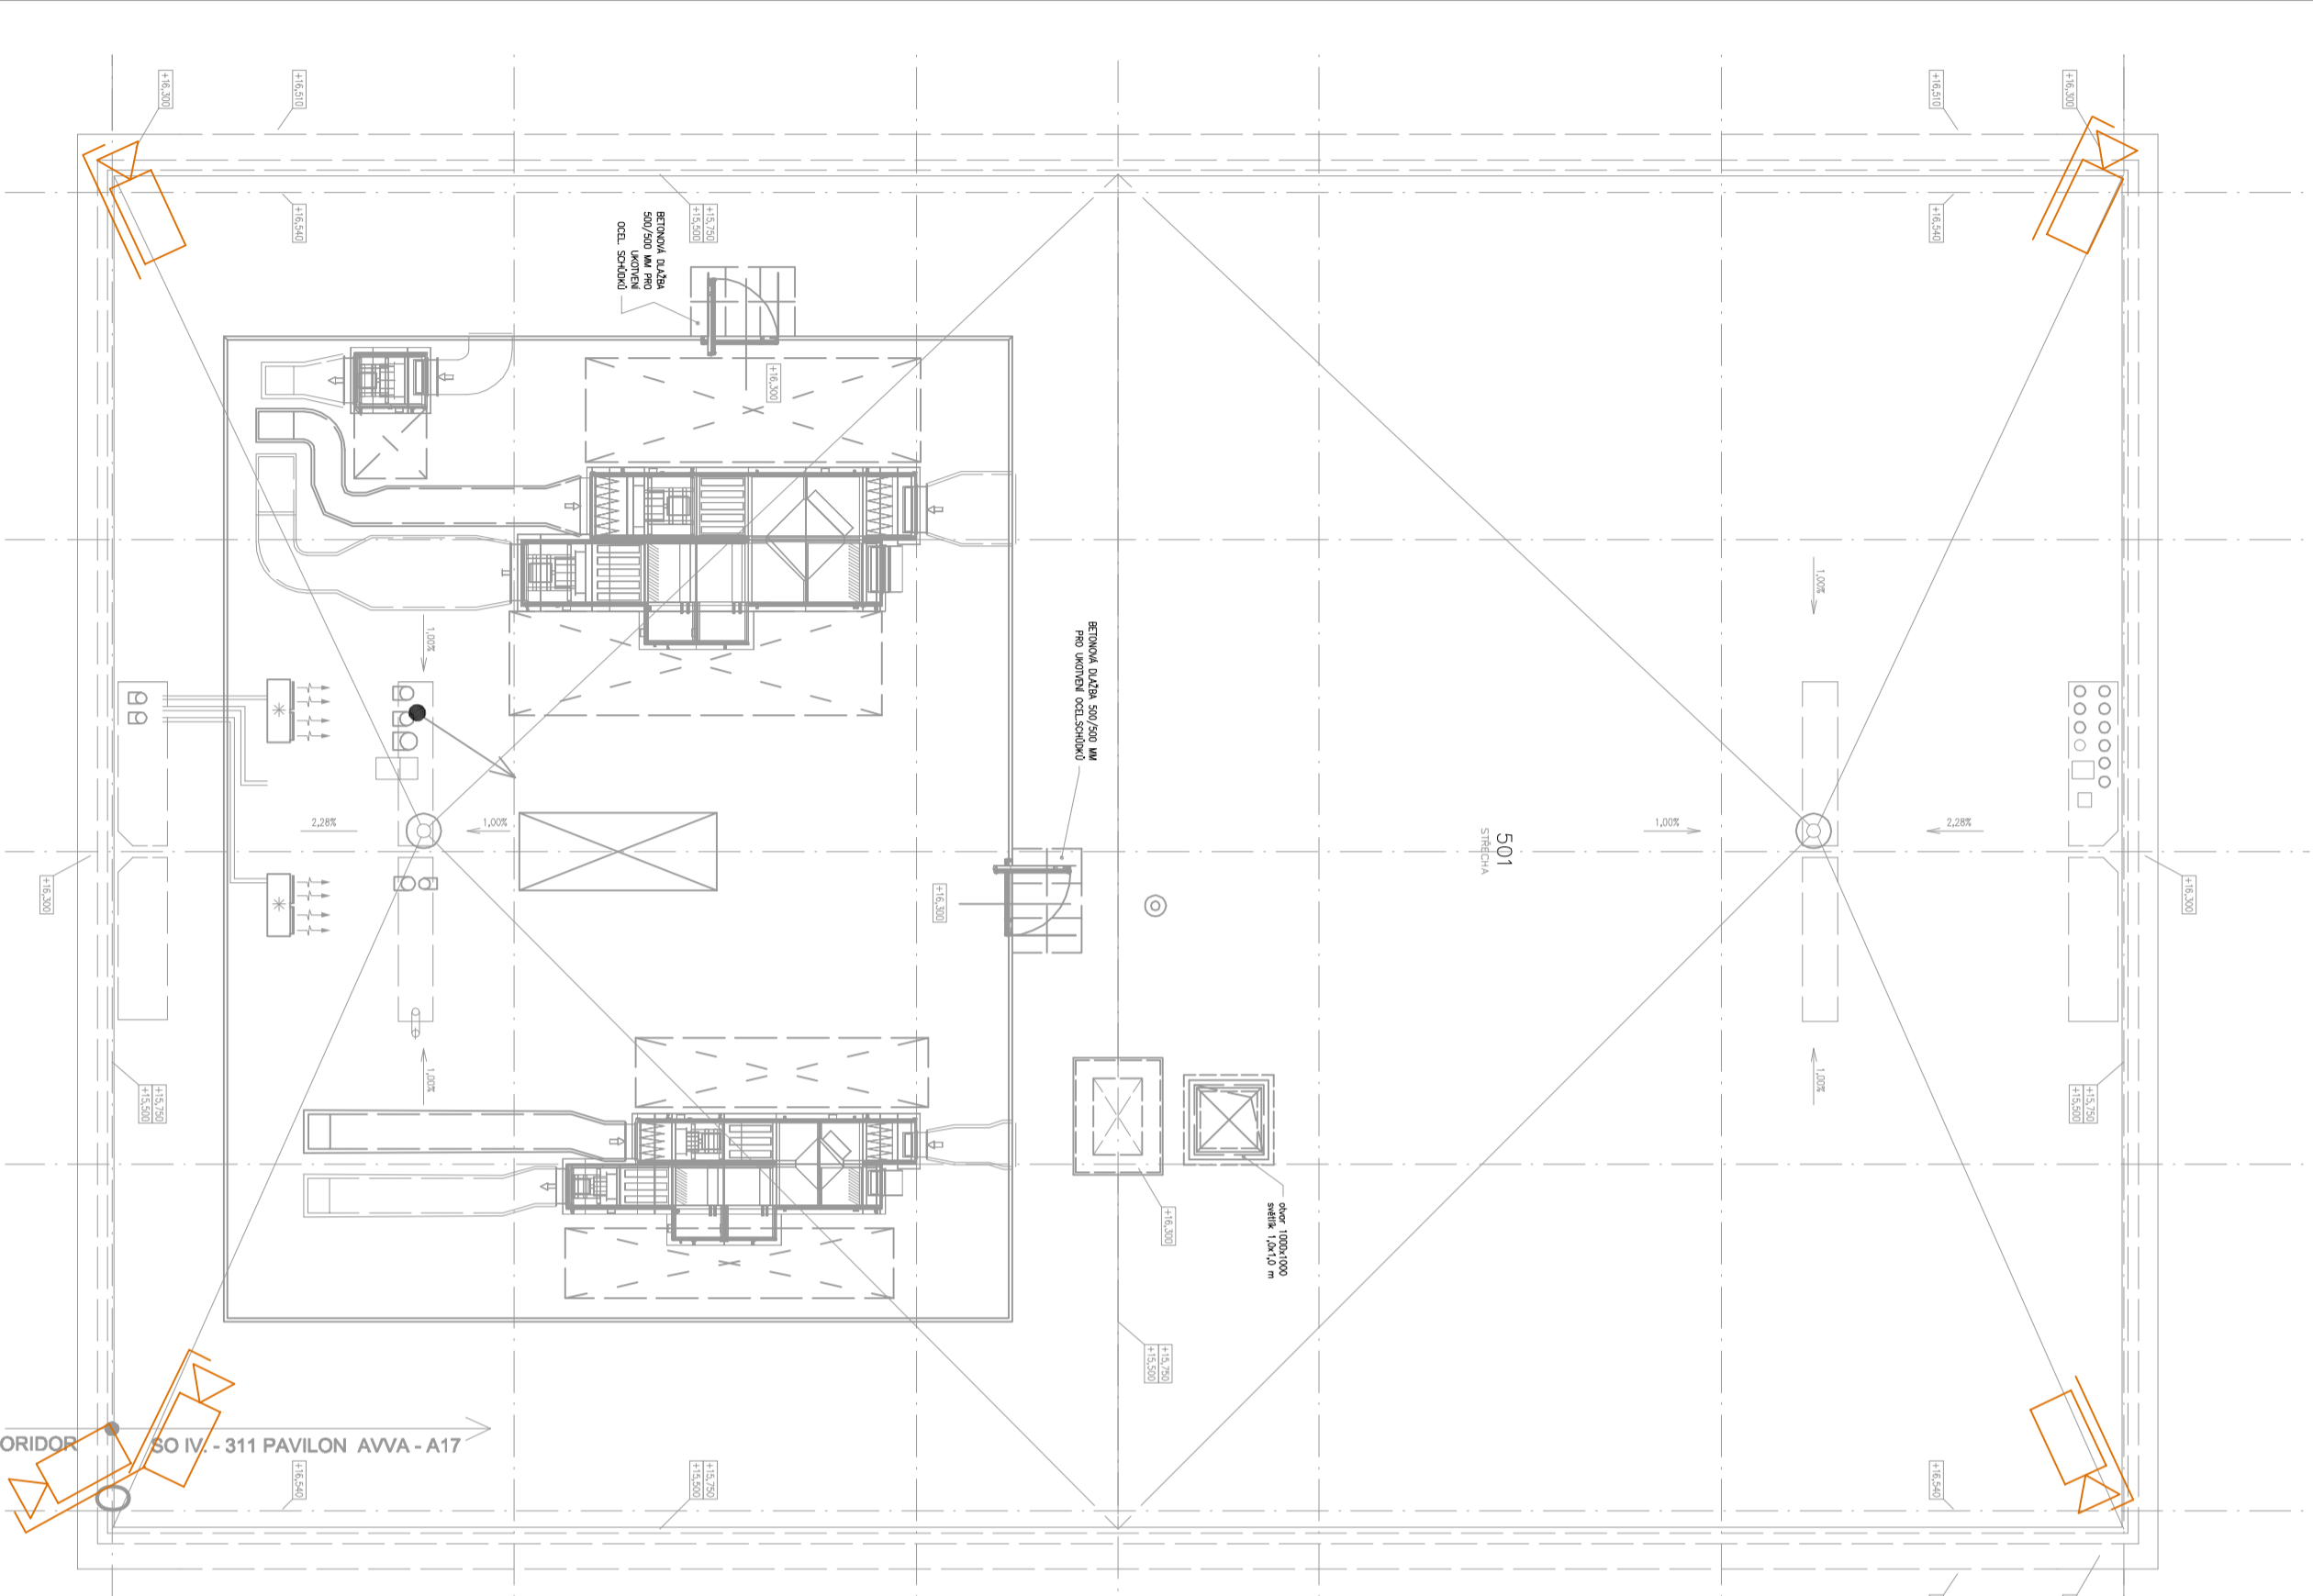 +16,300
+16,510
+16,510
+16,300
+16,540
+15,750
+15,500
+16,540
BETONOVÁ DLAŽBA
500/500 MM PRO
UKOTVENÍ
OCEL. SCHŮDKŮ
+16,300
1,00%
1,00%
BETONOVÁ DLAŽBA 500/500 MM
PRO UKOTVENÍ OCEL.SCHŮDKŮ
2,28%
1,00%
1,00%
2,28%
501
STŘECHA
+16,300
+16,300
+16,300
1,00%
1,00%
+15,750
+15,500
+15,750
+15,500
+16,300
otvor 1000x1000
světlík 1,0x1,0 m
+15,750
+15,500
ORIDOR
SO IV. - 311 PAVILON AVVA - A17
+16,540
+15,750
+15,500
+16,540